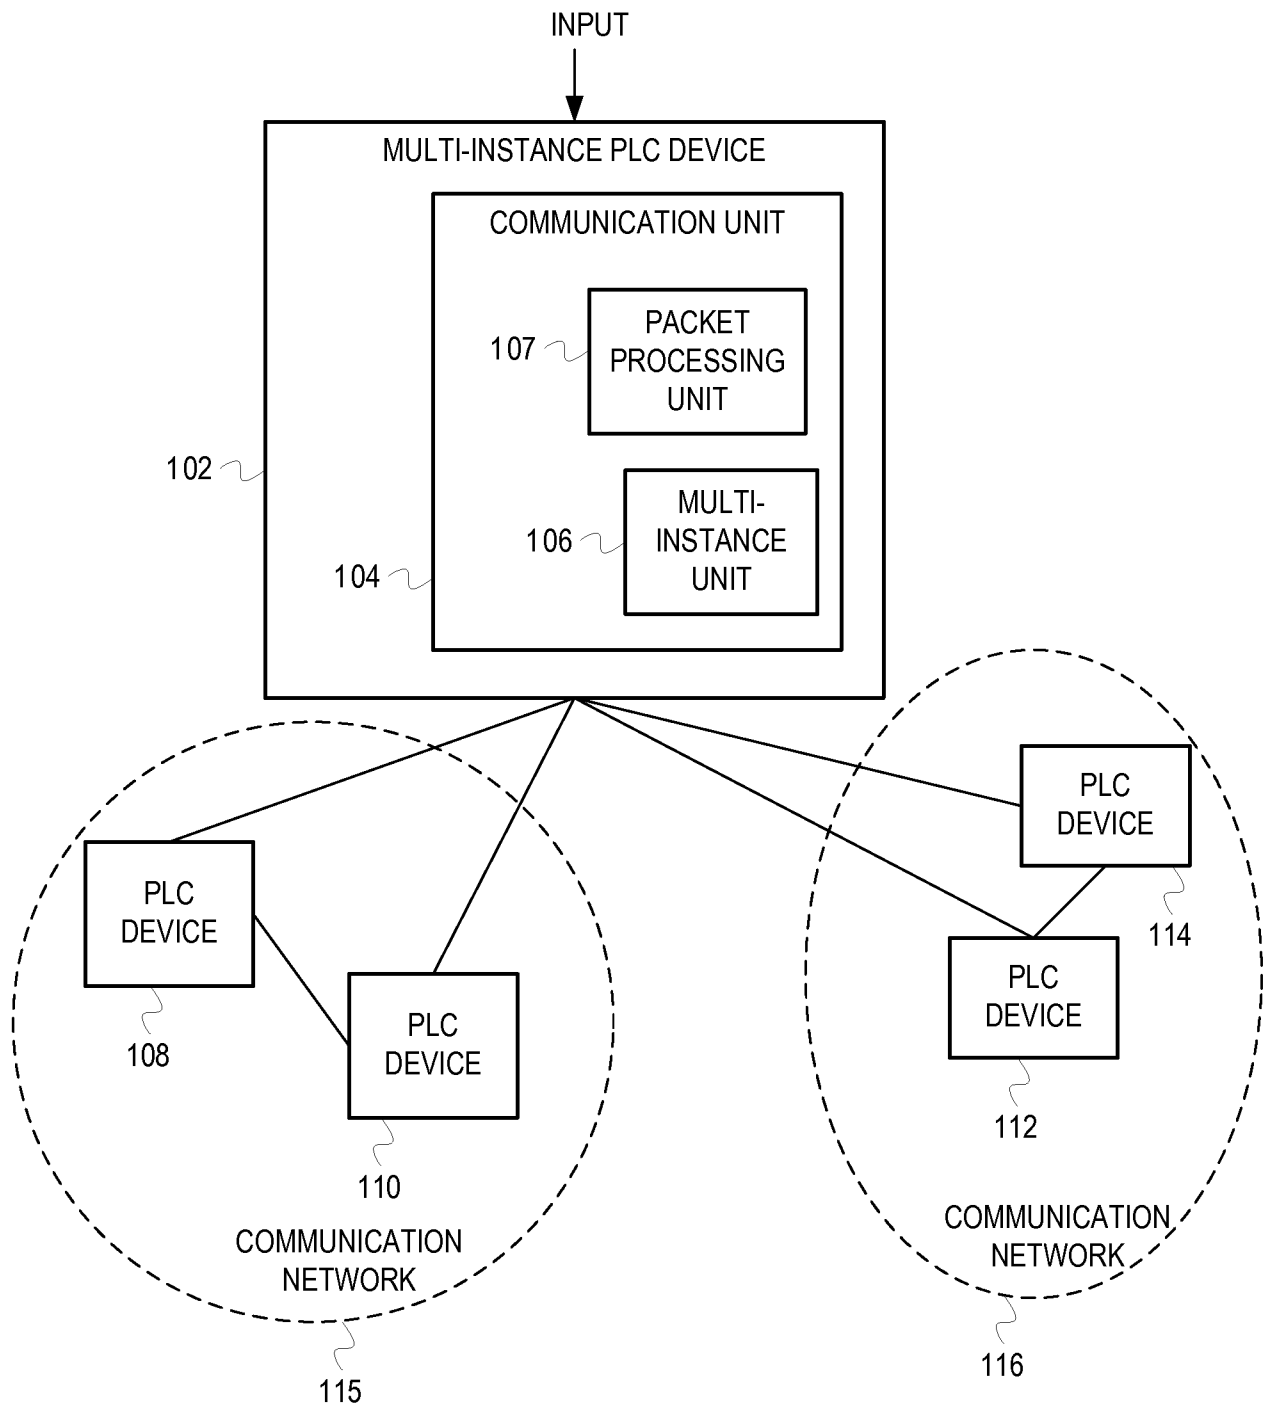 INPUT
MULTI-INSTANCE PLC DEVICE
COMMUNICATION UNIT
107
PACKET
PROCESSING
UNIT
102
106
MULTI-
INSTANCE
UNIT
104
PLC
DEVICE
114
PLC
DEVICE
108
PLC
DEVICE
112
PLC
DEVICE
110
COMMUNICATION
NETWORK
115
COMMUNICATION
NETWORK
116